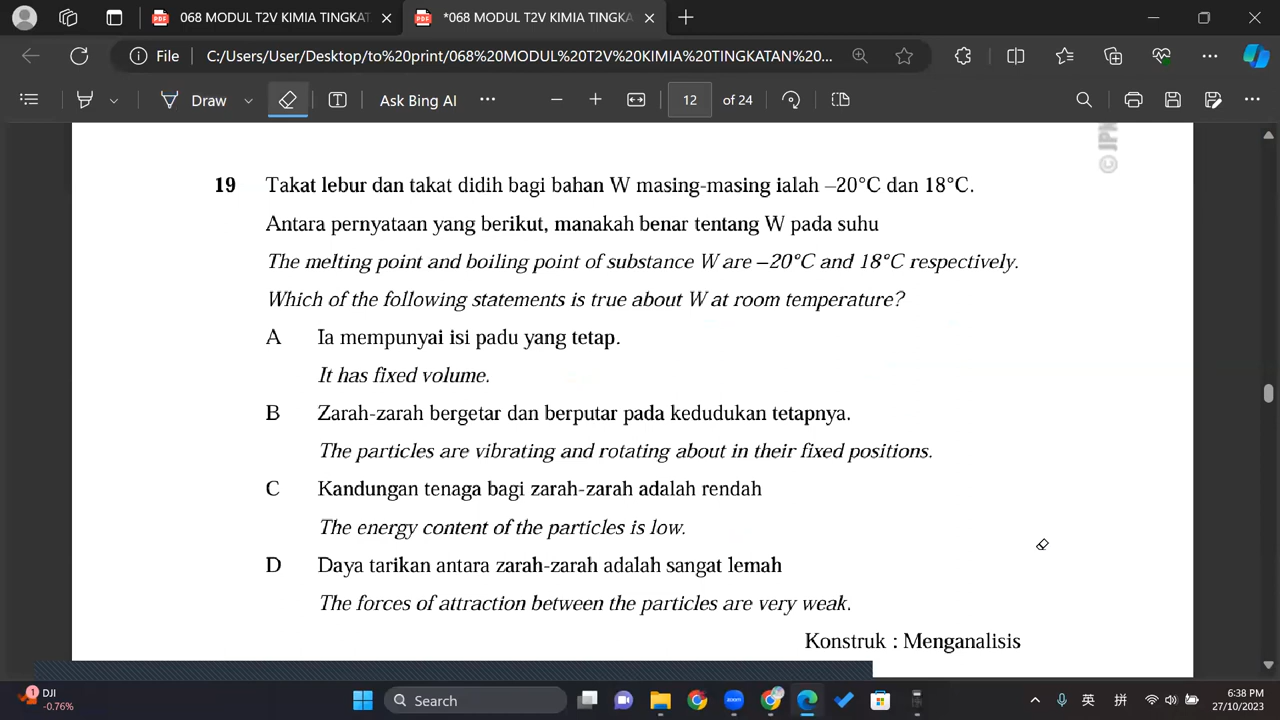 068 MODUL T2V KIMIA TINGKAT
*068 MODUL T2V KIMIA TINGKA
File C:/Users/User/Desktop/to%20print/068%20MODUL%20T2V%20KIMIA%20TINGKATAN%20...
Draw Ask Bing AI 12 of 24
© JPN
19 Takat lebur dan takat didih bagi bahan W masing-masing ialah –20°C dan 18°C.
Antara pernyataan yang berikut, manakah benar tentang W pada suhu
The melting point and boiling point of substance W are –20°C and 18°C respectively.
Which of the following statements is true about W at room temperature?
A Ia mempunyai isi padu yang tetap.
It has fixed volume.
B Zarah-zarah bergetar dan berputar pada kedudukan tetapnya.
The particles are vibrating and rotating about in their fixed positions.
C Kandungan tenaga bagi zarah-zarah adalah rendah
The energy content of the particles is low.
D Daya tarikan antara zarah-zarah adalah sangat lemah
The forces of attraction between the particles are very weak.
Konstruk : Menganalisis
1 DJI
-0.76%
Search
zoom
英 拼
6:38 PM
27/10/2023